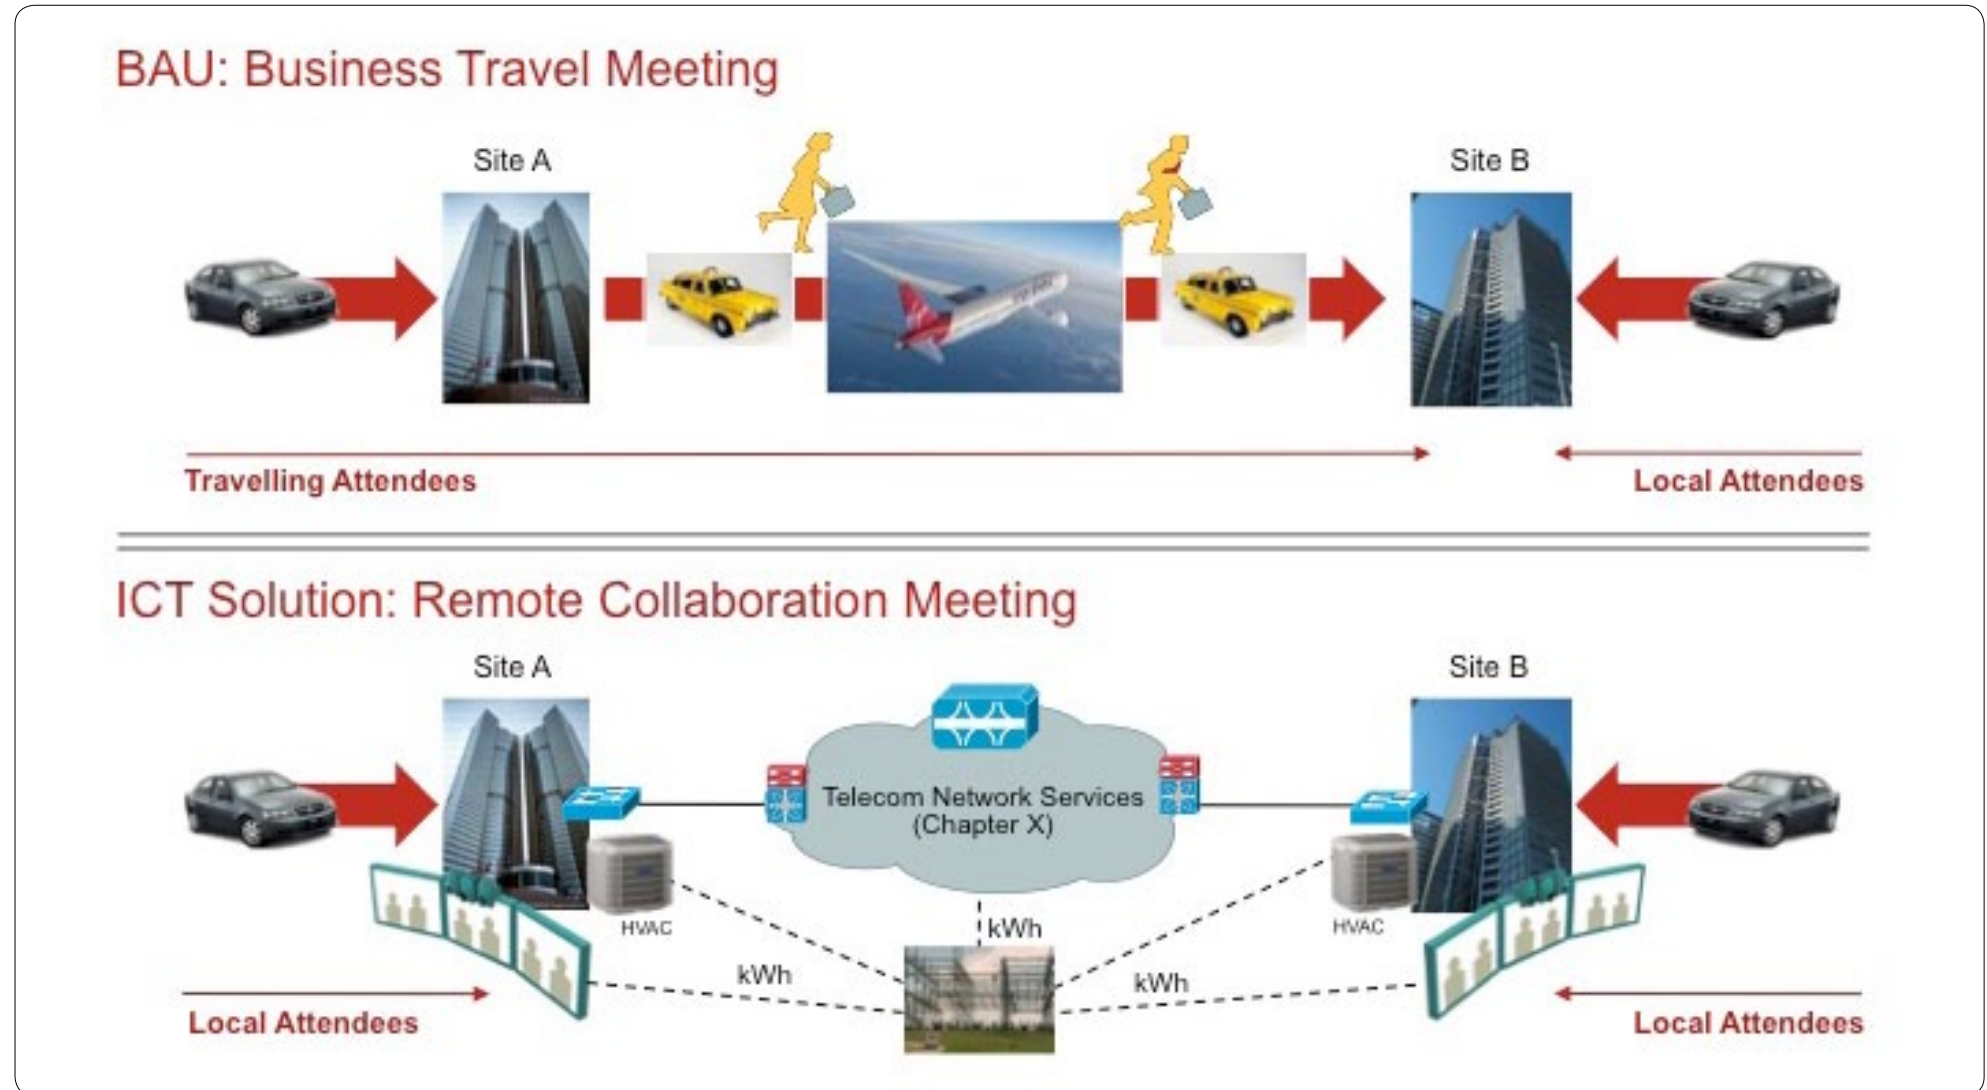 BAU: Business Travel Meeting
Site A
Site B
Travelling Attendees
Local Attendees
ICT Solution: Remote Collaboration Meeting
Site A
Site B
Telecom Network Services
(Chapter X)
HVAC
HVAC
kWh
kWh
kWh
Local Attendees
Local Attendees